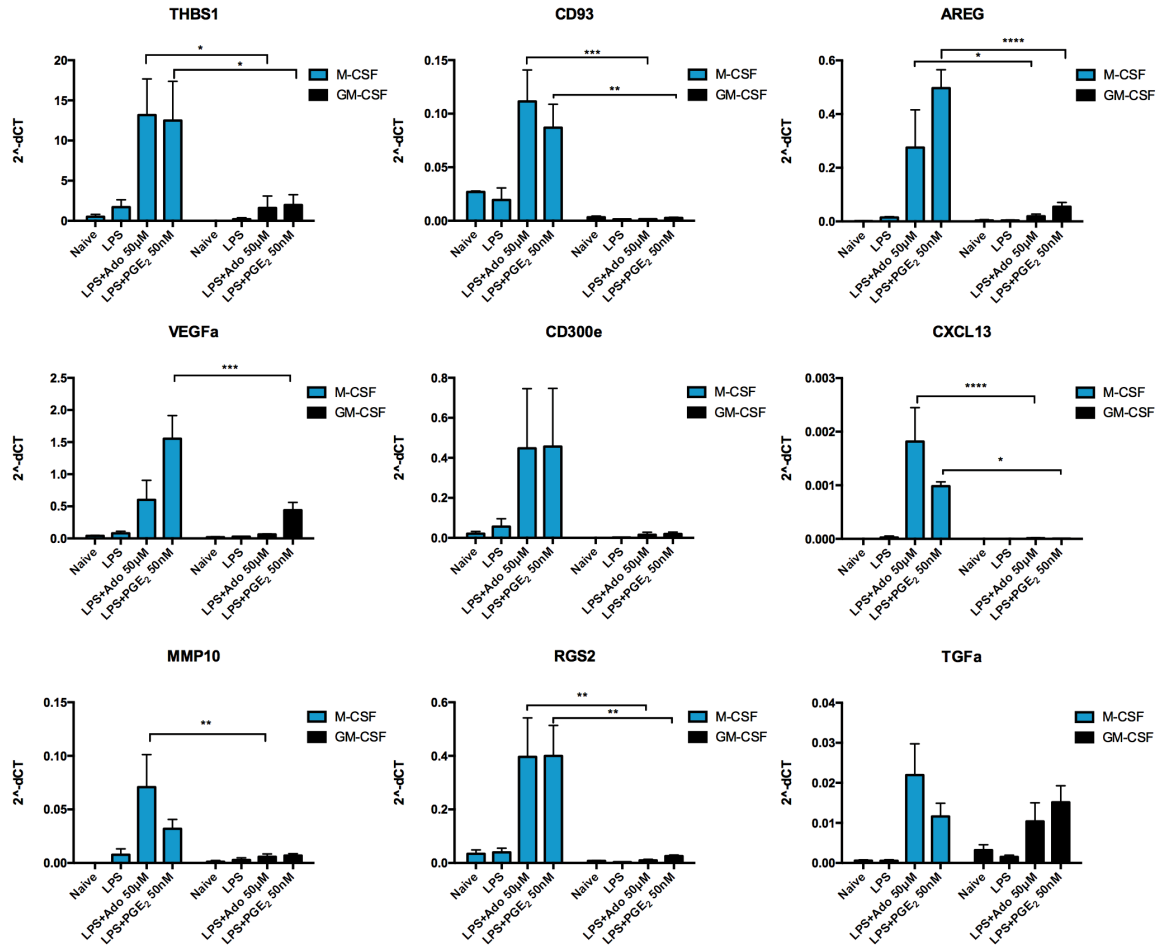 THBS1
*
*
20
15
10
5
0
2^-dCT
M-CSF
GM-CSF
Naive
LPS
LPS+Ado 50µM
LPS+PGE₂ 50nM
Naive
LPS
LPS+Ado 50µM
LPS+PGE₂ 50nM
CD93
***
**
0.15
0.10
0.05
0.00
2^-dCT
M-CSF
GM-CSF
Naive
LPS
LPS+Ado 50µM
LPS+PGE₂ 50nM
Naive
LPS
LPS+Ado 50µM
LPS+PGE₂ 50nM
AREG
****
*
0.6
0.4
0.2
0.0
2^-dCT
M-CSF
GM-CSF
Naive
LPS
LPS+Ado 50µM
LPS+PGE₂ 50nM
Naive
LPS
LPS+Ado 50µM
LPS+PGE₂ 50nM
VEGFa
***
2.5
2.0
1.5
1.0
0.5
0.0
2^-dCT
M-CSF
GM-CSF
Naive
LPS
LPS+Ado 50µM
LPS+PGE₂ 50nM
Naive
LPS
LPS+Ado 50µM
LPS+PGE₂ 50nM
CD300e
0.8
0.6
0.4
0.2
0.0
2^-dCT
M-CSF
GM-CSF
Naive
LPS
LPS+Ado 50µM
LPS+PGE₂ 50nM
Naive
LPS
LPS+Ado 50µM
LPS+PGE₂ 50nM
CXCL13
****
*
0.003
0.002
0.001
0.000
2^-dCT
M-CSF
GM-CSF
Naive
LPS
LPS+Ado 50µM
LPS+PGE₂ 50nM
Naive
LPS
LPS+Ado 50µM
LPS+PGE₂ 50nM
MMP10
**
0.15
0.10
0.05
0.00
2^-dCT
M-CSF
GM-CSF
Naive
LPS
LPS+Ado 50µM
LPS+PGE₂ 50nM
Naive
LPS
LPS+Ado 50µM
LPS+PGE₂ 50nM
RGS2
**
**
0.6
0.4
0.2
0.0
2^-dCT
M-CSF
GM-CSF
Naive
LPS
LPS+Ado 50µM
LPS+PGE₂ 50nM
Naive
LPS
LPS+Ado 50µM
LPS+PGE₂ 50nM
TGFa
0.04
0.03
0.02
0.01
0.00
2^-dCT
M-CSF
GM-CSF
Naive
LPS
LPS+Ado 50µM
LPS+PGE₂ 50nM
Naive
LPS
LPS+Ado 50µM
LPS+PGE₂ 50nM